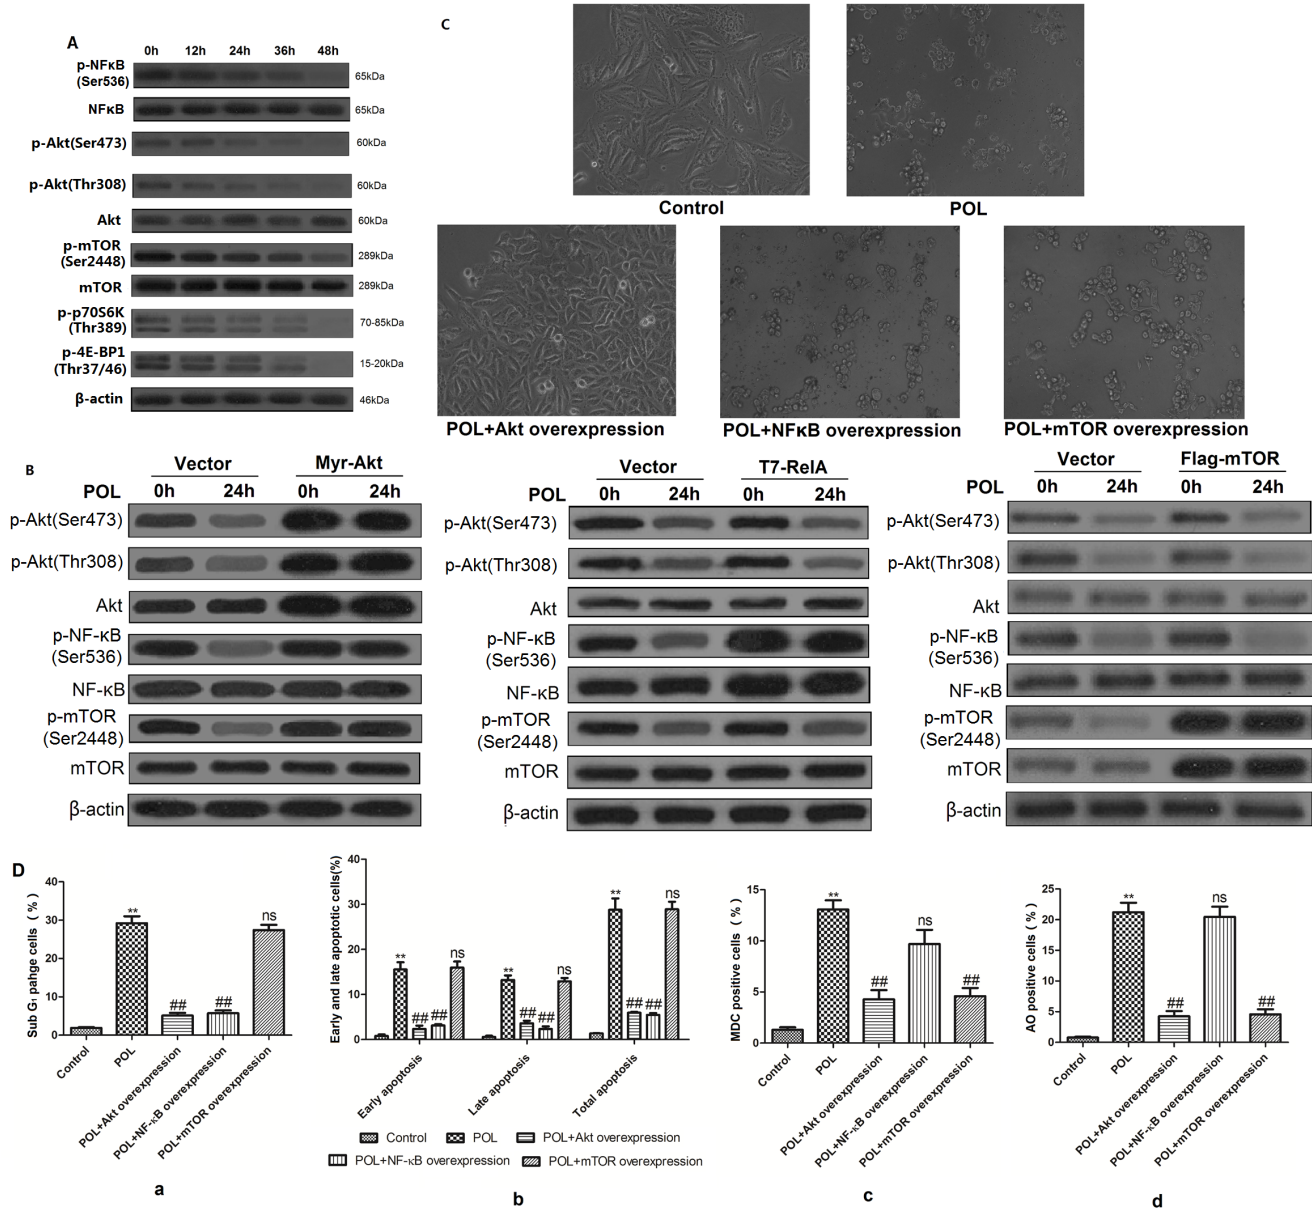 A
0h 12h 24h 36h 48h
p-NFκB
(Ser536)
65kDa
NFκB
65kDa
p-Akt(Ser473)
60kDa
p-Akt(Thr308)
60kDa
Akt
60kDa
p-mTOR
(Ser2448)
289kDa
mTOR
289kDa
p-p70S6K
(Thr389)
70-85kDa
p-4E-BP1
(Thr37/46)
15-20kDa
β-actin
46kDa
C
Control
POL
POL+Akt overexpression
POL+NFκB overexpression
POL+mTOR overexpression
B
Vector Myr-Akt
POL 0h 24h 0h 24h
p-Akt(Ser473)
p-Akt(Thr308)
Akt
p-NF-κB
(Ser536)
NF-κB
p-mTOR
(Ser2448)
mTOR
β-actin
Vector T7-RelA
POL 0h 24h 0h 24h
p-Akt(Ser473)
p-Akt(Thr308)
Akt
p-NF-κB
(Ser536)
NF-κB
p-mTOR
(Ser2448)
mTOR
β-actin
Vector Flag-mTOR
POL 0h 24h 0h 24h
p-Akt(Ser473)
p-Akt(Thr308)
Akt
p-NF-κB
(Ser536)
NF-κB
p-mTOR
(Ser2448)
mTOR
β-actin
D
Sub G₁ pahge cells （%）
40
30
20
10
0
** ## ## ns
Control
POL
POL+Akt overexpression
POL+NF-κB overexpression
POL+mTOR overexpression
a
Early and late apoptotic cells(%)
40
30
20
10
0
** ## ## ns
** ## ## ns
** ## ## ns
Early apoptosis
Late apoptosis
Total apoptosis
Control POL POL+Akt overexpression
POL+NF-κB overexpression POL+mTOR overexpression
b
MDC positive cells（%）
15
10
5
0
** ## ns ##
Control
POL
POL+Akt overexpression
POL+NF-κB overexpression
POL+mTOR overexpression
c
AO positive cells（%）
25
20
15
10
5
0
** ## ns ##
Control
POL
POL+Akt overexpression
POL+NF-κB overexpression
POL+mTOR overexpression
d